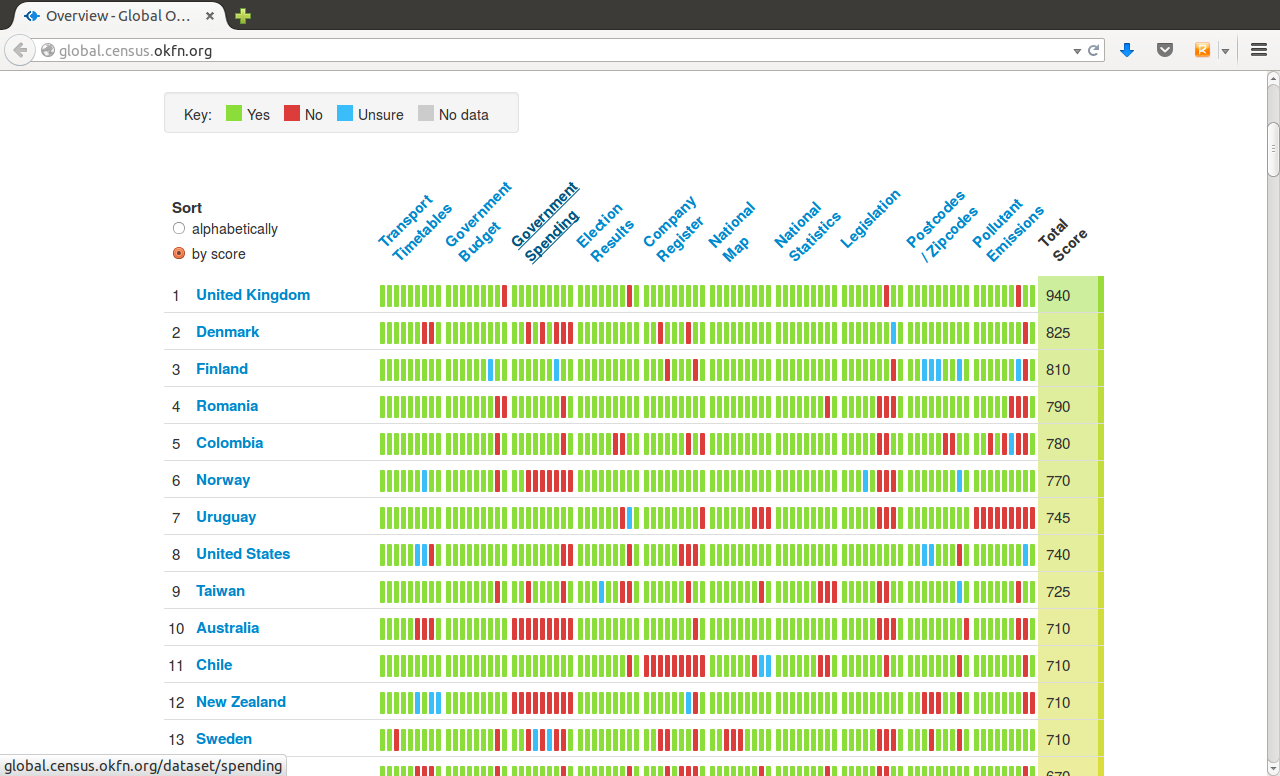 Overview - Global O...
global.census.okfn.org
Key: Yes No Unsure No data
Sort
alphabetically
by score
Transport
Timetables
Government
Budget
Government
Spending
Election
Results
Company
Register
National
Map
National
Statistics
Legislation
Postcodes
/ Zipcodes
Pollutant
Emissions
Total
Score
1 United Kingdom 940
2 Denmark 825
3 Finland 810
4 Romania 790
5 Colombia 780
6 Norway 770
7 Uruguay 745
8 United States 740
9 Taiwan 725
10 Australia 710
11 Chile 710
12 New Zealand 710
13 Sweden 710
670
global.census.okfn.org/dataset/spending